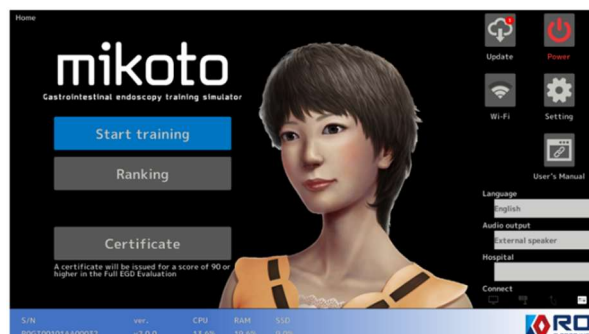 Home
mikoto
Gastrointestinal endoscopy training simulator
Start training
Ranking
Certificate
A certificate will be issued for a score of 90 or
higher in the Full EGD Evaluation
Update
Power
Wi-Fi
Setting
User's Manual
Language
English
Audio output
External speaker
Hospital
Connect
S/N ver. CPU RAM SSD